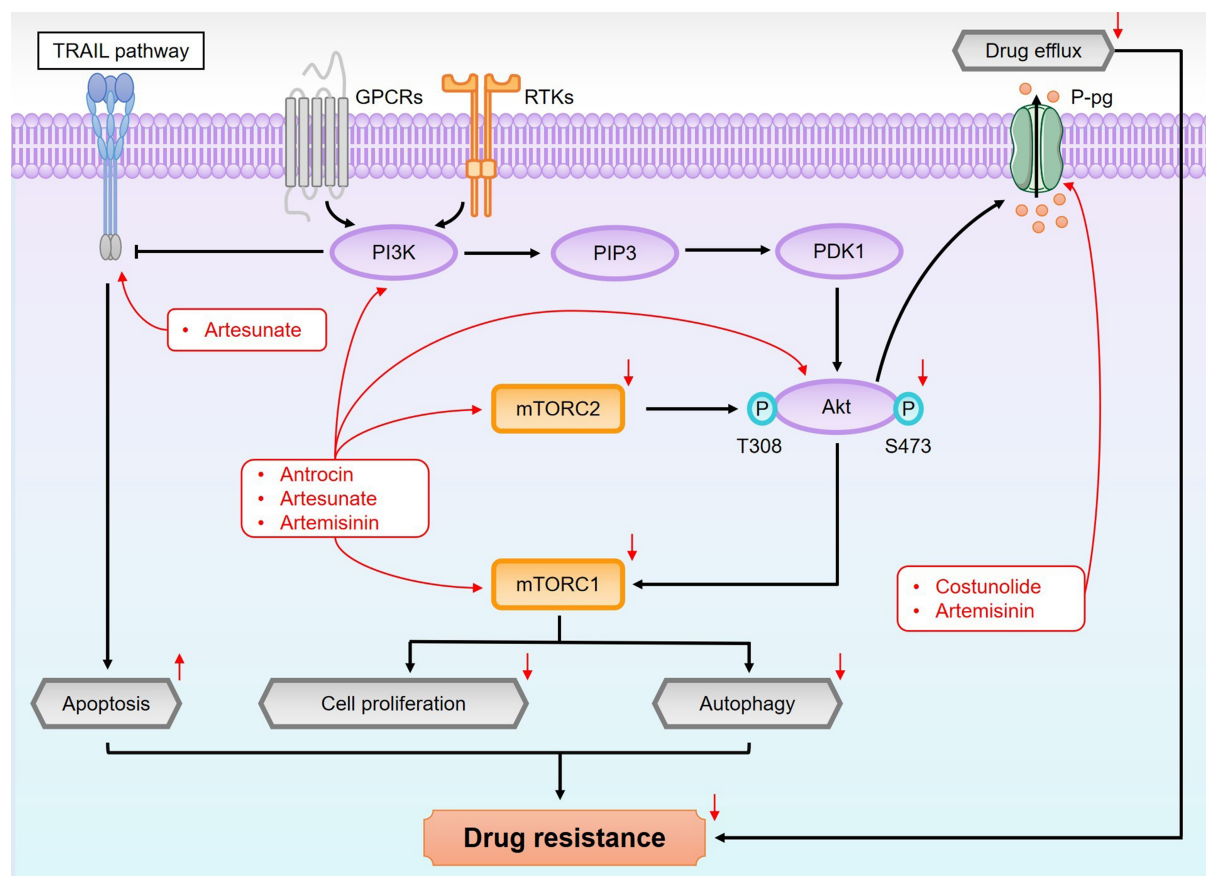 TRAIL pathway
Drug efflux
GPCRs
RTKs
P-pg
PI3K
PIP3
PDK1
• Artesunate
mTORC2
P
Akt
P
T308
S473
• Antrocin
• Artesunate
• Artemisinin
mTORC1
• Costunolide
• Artemisinin
Apoptosis
Cell proliferation
Autophagy
Drug resistance